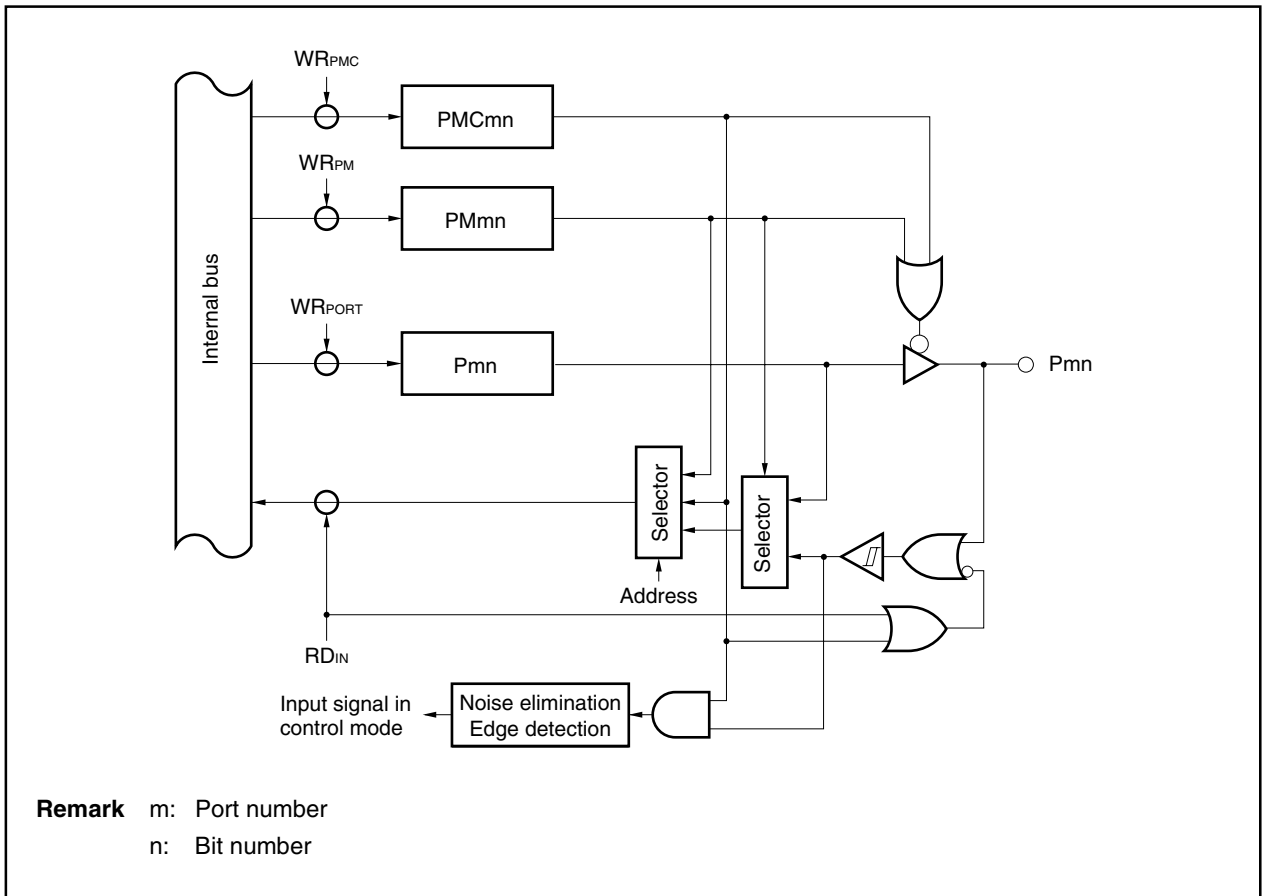 WRPMC
PMCmn
WRPM
PMmn
Internal bus
WRPORT
Pmn
Pmn
Selector
Selector
Address
RDIN
Input signal in
control mode
Noise elimination
Edge detection
Remark m: Port number
n: Bit number